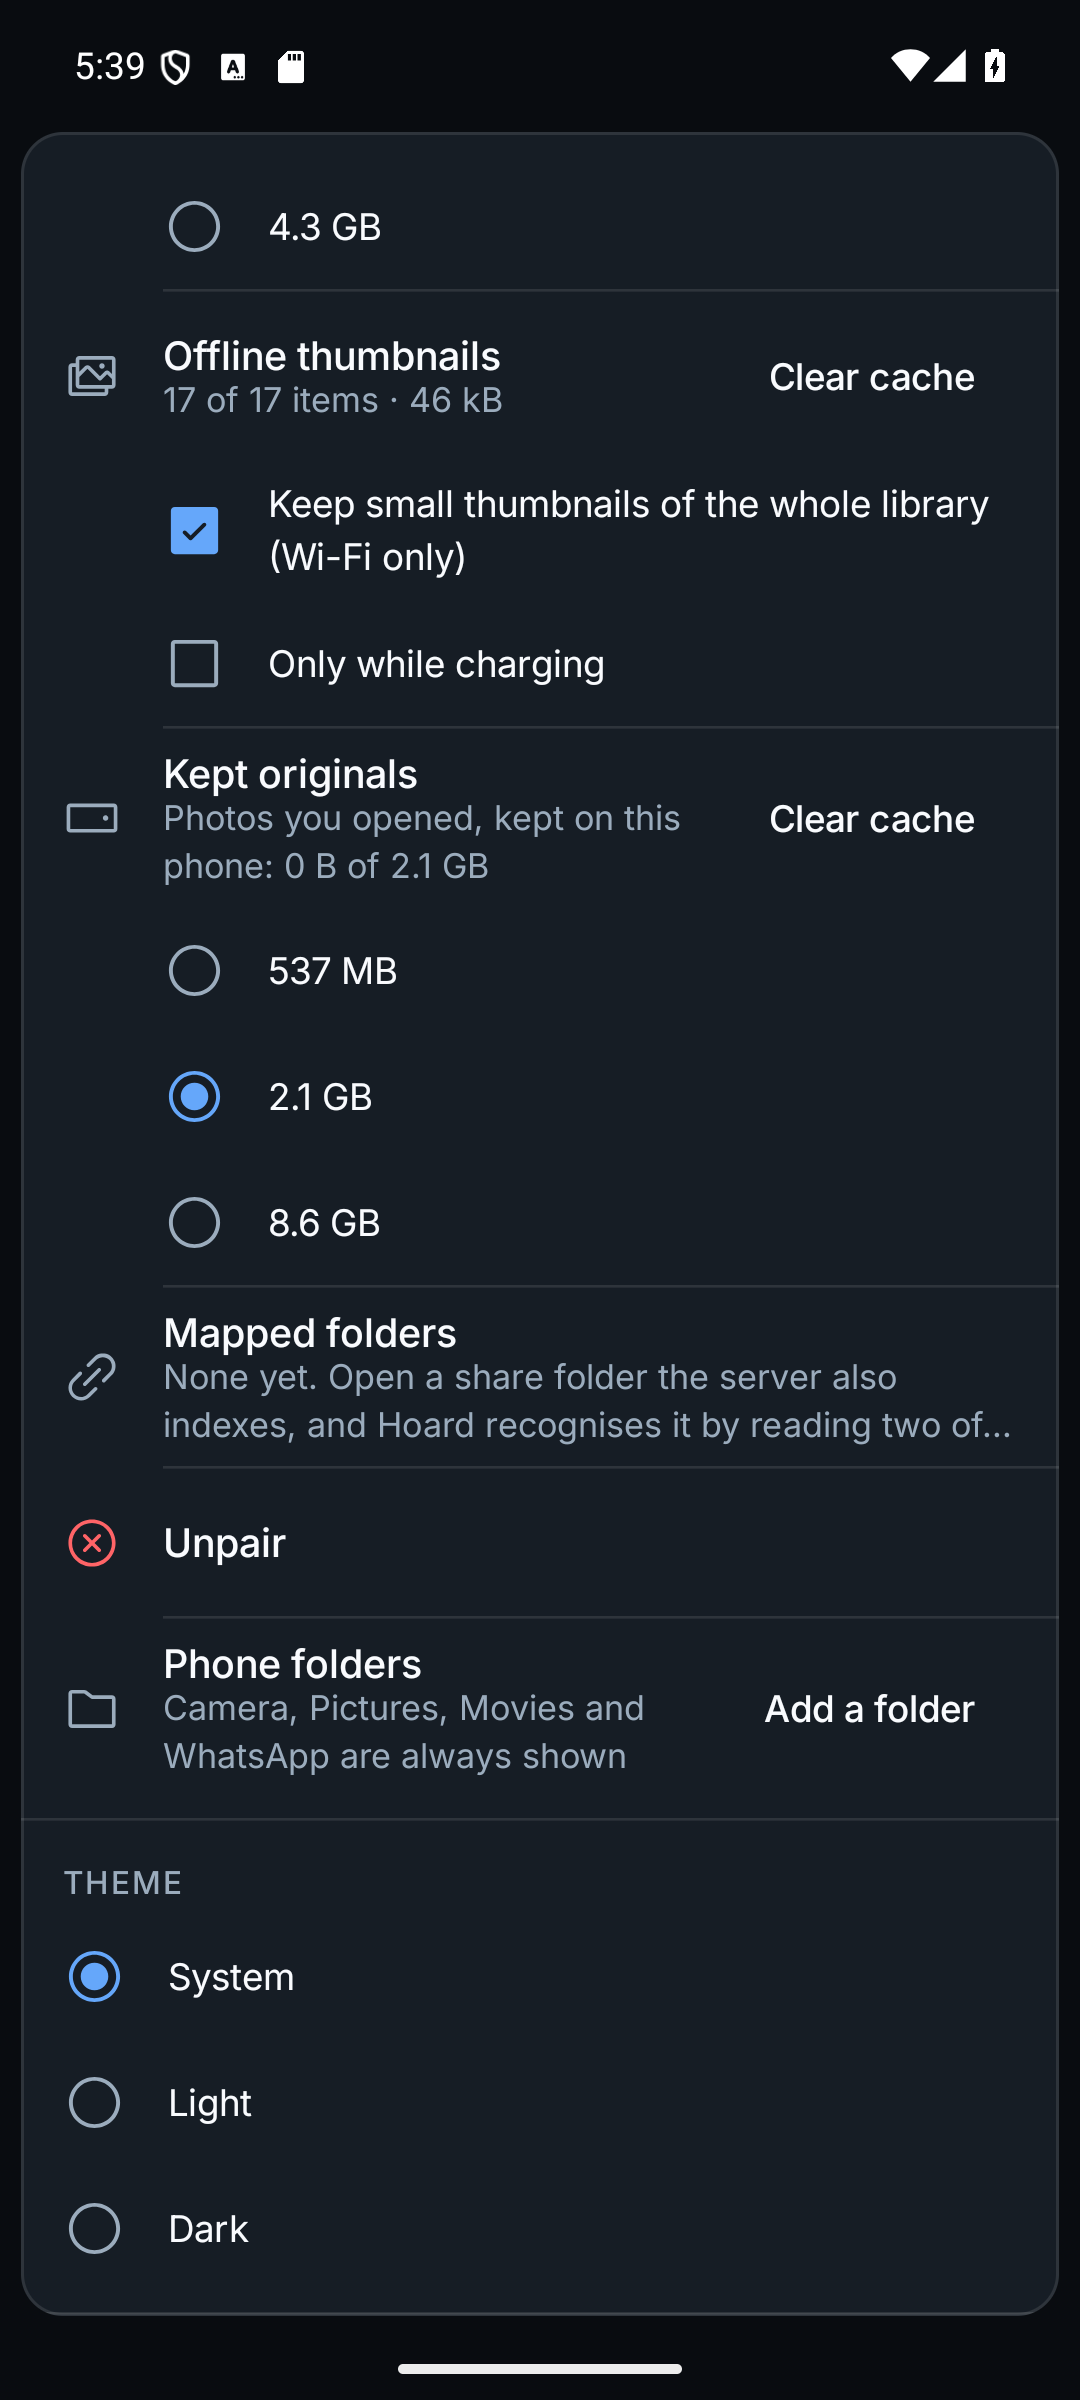 5:39
4.3 GB
Offline thumbnails
17 of 17 items · 46 kB
Clear cache
Keep small thumbnails of the whole library
(Wi-Fi only)
Only while charging
Kept originals
Photos you opened, kept on this
phone: 0 B of 2.1 GB
Clear cache
537 MB
2.1 GB
8.6 GB
Mapped folders
None yet. Open a share folder the server also
indexes, and Hoard recognises it by reading two of...
Unpair
Phone folders
Camera, Pictures, Movies and
WhatsApp are always shown
Add a folder
THEME
System
Light
Dark